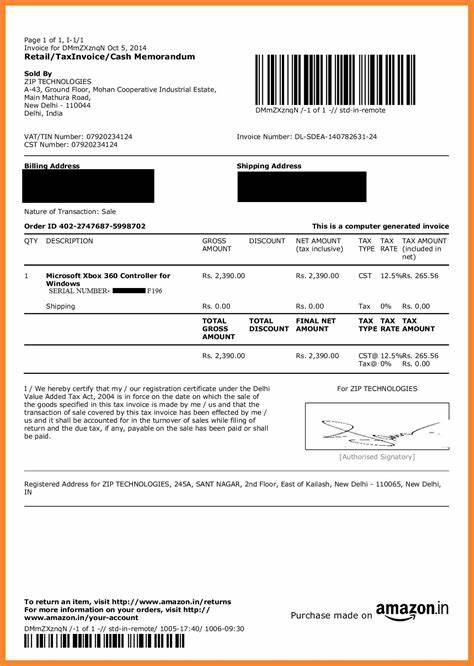 Page 1 of 1, I-1/1
Invoice for DMmZXznqN Oct 5, 2014
Retail/TaxInvoice/Cash Memorandum
Sold By
ZIP TECHNOLOGIES
A-43, Ground Floor, Mohan Cooperative Industrial Estate,
Main Mathura Road,
New Delhi - 110044
Delhi, India
DMmZXznqN /-1 of 1 -// std-in-remote
VAT/TIN Number: 07920234124
CST Number: 07920234124
Invoice Number: DL-SDEA-140782631-24
Billing Address
Shipping Address
Nature of Transaction: Sale
Order ID 402-2747687-5998702
This is a computer generated invoice
QTY DESCRIPTION GROSS AMOUNT DISCOUNT NET AMOUNT (tax inclusive) TAX TYPE TAX RATE TAX AMOUNT (included in net)
1 Microsoft Xbox 360 Controller for Windows Rs. 2,390.00 Rs. 0.00 Rs. 2,390.00 CST 12.5% Rs. 265.56
SERIAL NUMBER- F196
Shipping Rs. 0.00 Rs. 0.00 Tax 0% Rs. 0.00
TOTAL GROSS AMOUNT TOTAL DISCOUNT FINAL NET AMOUNT TAX TYPE TAX RATE TAX AMOUNT
Rs. 2,390.00 Rs. 0.00 Rs. 2,390.00 CST@ 12.5% Rs. 265.56
Tax@ 0% Rs. 0.00
I / We hereby certify that my / our registration certificate under the Delhi
Value Added Tax Act, 2004 is in force on the date on which the sale of
the goods specified in this tax invoice is made by me / us and that the
transaction of sale covered by this tax invoice has been effected by me /
us and it shall be accounted for in the turnover of sales while filing of
return and the due tax, if any, payable on the sale has been paid or shall
be paid.
For ZIP TECHNOLOGIES
[Authorised Signatory]
Registered Address for ZIP TECHNOLOGIES, 245A, SANT NAGAR, 2nd Floor, East of Kailash, New Delhi - 110065, New Delhi,
IN
To return an item, visit http://www.amazon.in/returns
For more information on your orders, visit http://
www.amazon.in/your-account
DMmZXznqN /-1 of 1 -// std-in-remote/ 1005-17:40/ 1006-09:30
Purchase made on amazon.in